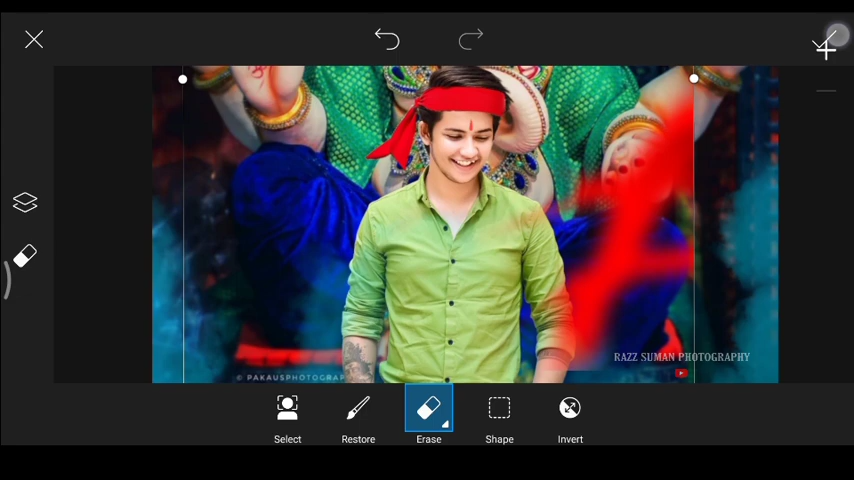 RAZZ SUMAN PHOTOGRAPHY
© PAKAUSPHOTOGRAP
Select
Restore
Erase
Shape
Invert